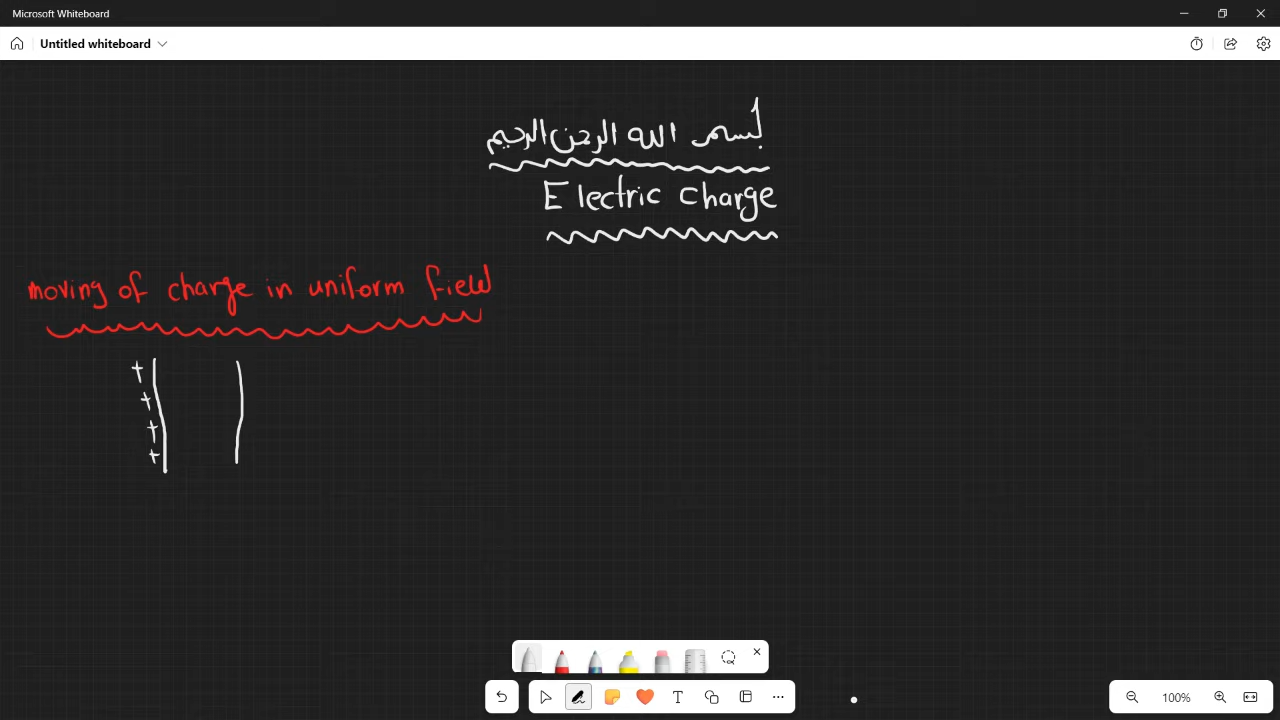 Microsoft Whiteboard
Untitled whiteboard
بسم الله الرحمن الرحيم
Electric charge
moving of charge in uniform field
+
+
+
+
100%